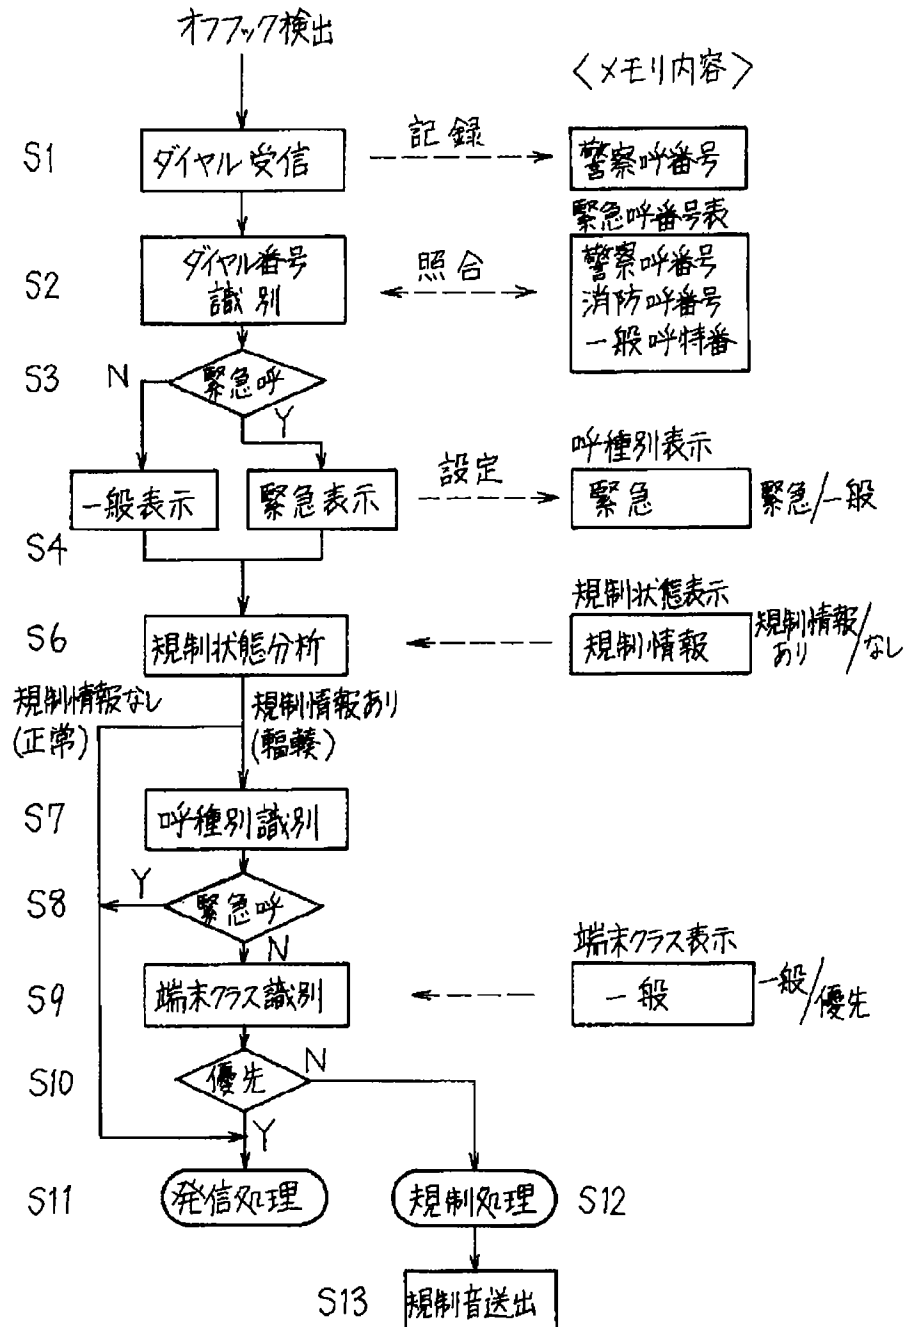 オフフック検出
〈メモリ内容〉
S1
ダイヤル受信
記録
警察呼番号
緊急呼番号表
S2
ダイヤル番号
識別
照合
警察呼番号
消防呼番号
一般呼特番
S3
N
緊急呼
Y
呼種別表示
一般表示
緊急表示
設定
緊急
緊急/一般
S4
規制状態表示
S6
規制状態分析
規制情報
規制情報
あり/なし
規制情報なし
(正常)
規制情報あり
(輻輳)
S7
呼種別識別
Y
S8
緊急呼
N
端末クラス表示
S9
端末クラス識別
一般
一般/優先
S10
優先
N
Y
S11
発信処理
規制処理
S12
S13
規制音送出